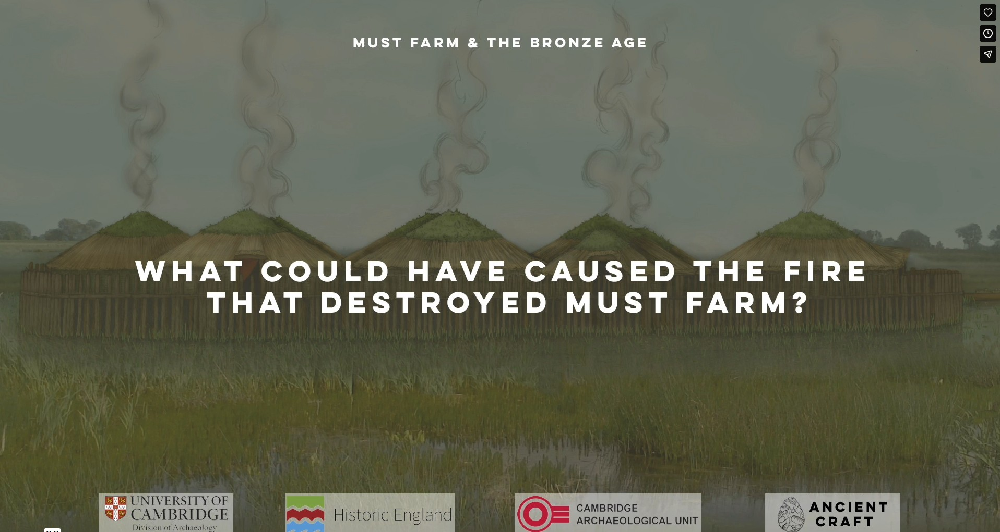 MUST FARM & THE BRONZE AGE
WHAT COULD HAVE CAUSED THE FIRE
THAT DESTROYED MUST FARM?
UNIVERSITY OF
CAMBRIDGE
Division of Archaeology
Historic England
CAMBRIDGE
ARCHAEOLOGICAL UNIT
ANCIENT
CRAFT